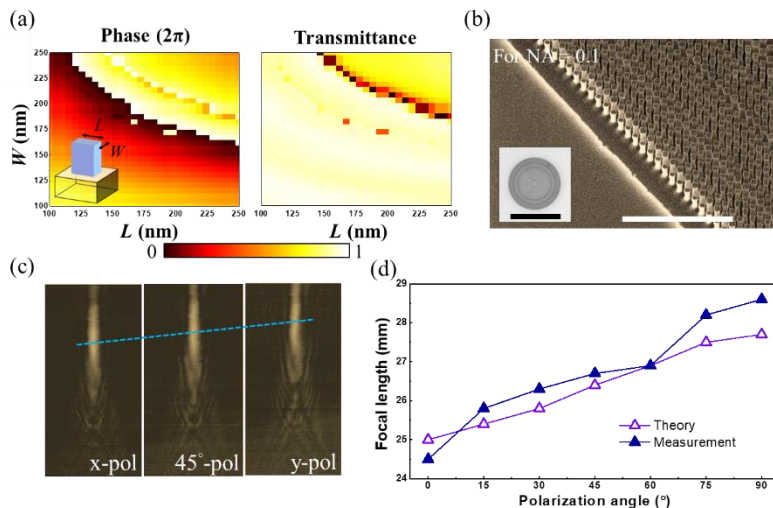 (a)
Phase (2π)
Transmittance
W (nm)
250
225
200
175
150
125
100
L
W
100 125 150 175 200 225 250
100 125 150 175 200 225 250
L (nm)
L (nm)
0
1
(b)
For NA = 0.1
(c)
x-pol
45°-pol
y-pol
(d)
Focal length (mm)
29
28
27
26
25
24
Theory
Measurement
0 15 30 45 60 75 90
Polarization angle (°)